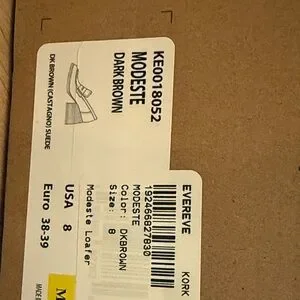 KE0018052
MODESTE
DARK BROWN
DK BROWN (CASTAGNO) SUEDE
USA 8
Euro 38-39
M
MADE
EVEREVE
KORK
192466827830
MODESTE
Color: DKBROWN
Size: 8
Modeste Loafer